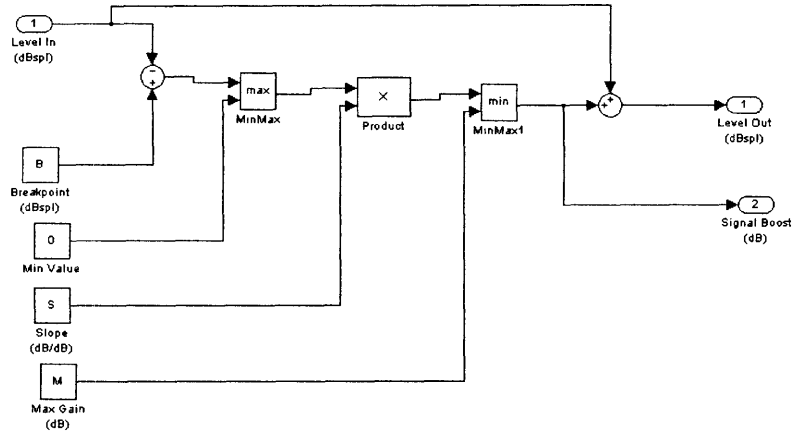 1
Level In
(dBspl)
−
+
max
MinMax
×
Product
min
MinMax1
+
+
1
Level Out
(dBspl)
B
Breakpoint
(dBspl)
2
Signal Boost
(dB)
0
Min Value
S
Slope
(dB/dB)
M
Max Gain
(dB)